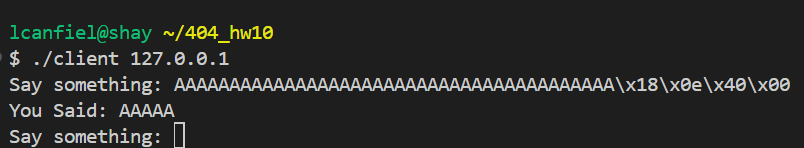 lcanfiel@shay ~/404_hw10
$ ./client 127.0.0.1
Say something: AAAAAAAAAAAAAAAAAAAAAAAAAAAAAAAAAAAAAAAA\x18\x0e\x40\x00
You Said: AAAAA
Say something: